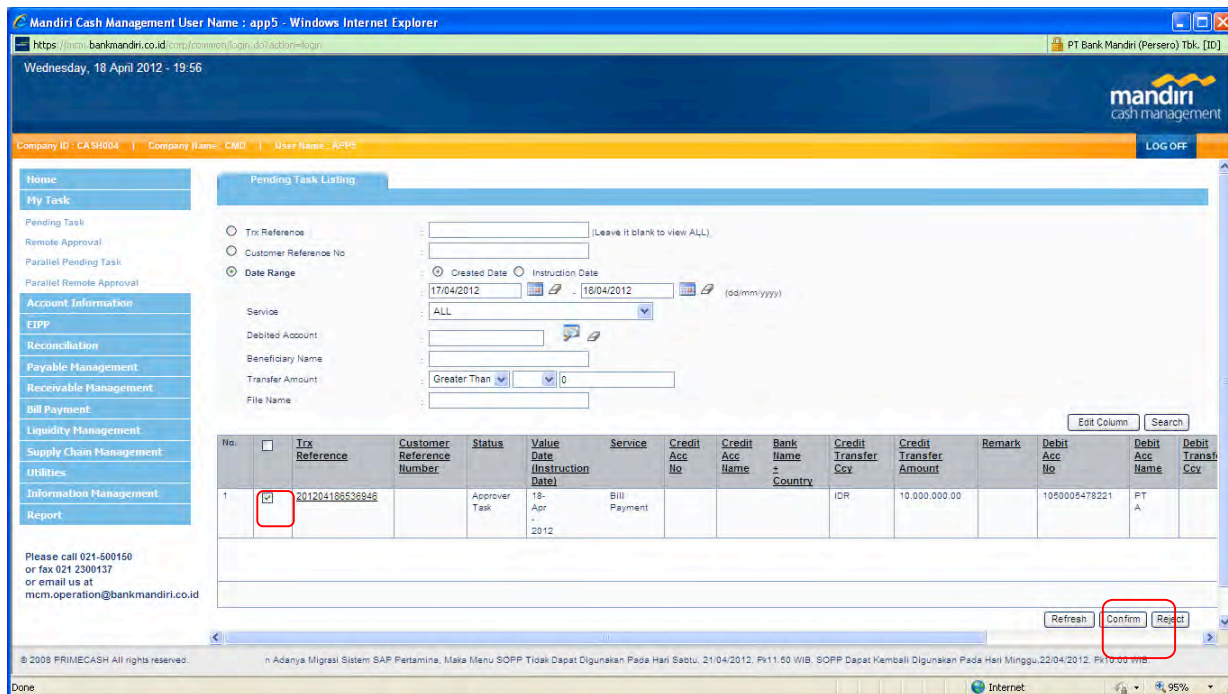 Mandiri Cash Management User Name : app5 - Windows Internet Explorer
https://mcm.bankmandiri.co.id/corp/common/login.do?action=login
PT Bank Mandiri (Persero) Tbk. [ID]
Wednesday, 18 April 2012 - 19:56
mandırı
cash management
Company ID : CASH004 | Company Name : CMD | User Name : APP5
LOG OFF
Home
My Task
Pending Task
Remote Approval
Parallel Pending Task
Parallel Remote Approval
Account Information
EIPP
Reconciliation
Payable Management
Receivable Management
Bill Payment
Liquidity Management
Supply Chain Management
Utilities
Information Management
Report
Please call 021-500150
or fax 021 2300137
or email us at
mcm.operation@bankmandiri.co.id
Pending Task Listing
Trx Reference : (Leave it blank to view ALL)
Customer Reference No :
Date Range : Created Date Instruction Date
17/04/2012 - 18/04/2012 (dd/mm/yyyy)
Service : ALL
Debited Account :
Beneficiary Name :
Transfer Amount : Greater Than 0
File Name :
Edit Column Search
No. Trx Reference Customer Reference Number Status Value Date (Instruction Date) Service Credit Acc No Credit Acc Name Bank Name + Country Credit Transfer Ccy Credit Transfer Amount Remark Debit Acc No Debit Acc Name Debit Transf Ccy
1 201204186536946 Approver Task 18-Apr-2012 Bill Payment IDR 10.000.000.00 1050005478221 PT A
Refresh Confirm Reject
© 2008 PRIMECASH All rights reserved.
n Adanya Migrasi Sistem SAP Pertamina, Maka Menu SOPP Tidak Dapat Digunakan Pada Hari Sabtu, 21/04/2012, Pk11.50 WIB. SOPP Dapat Kembali Digunakan Pada Hari Minggu,22/04/2012, Pk10.00 WIB.
Done
Internet
95%